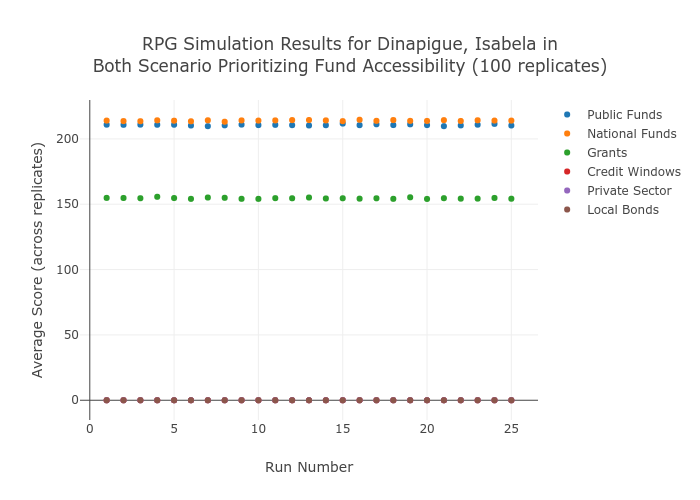 RPG Simulation Results for Dinapigue, Isabela in
Both Scenario Prioritizing Fund Accessibility (100 replicates)
Public Funds
National Funds
Grants
Credit Windows
Private Sector
Local Bonds
Average Score (across replicates)
200
150
100
50
0
0
5
10
15
20
25
Run Number